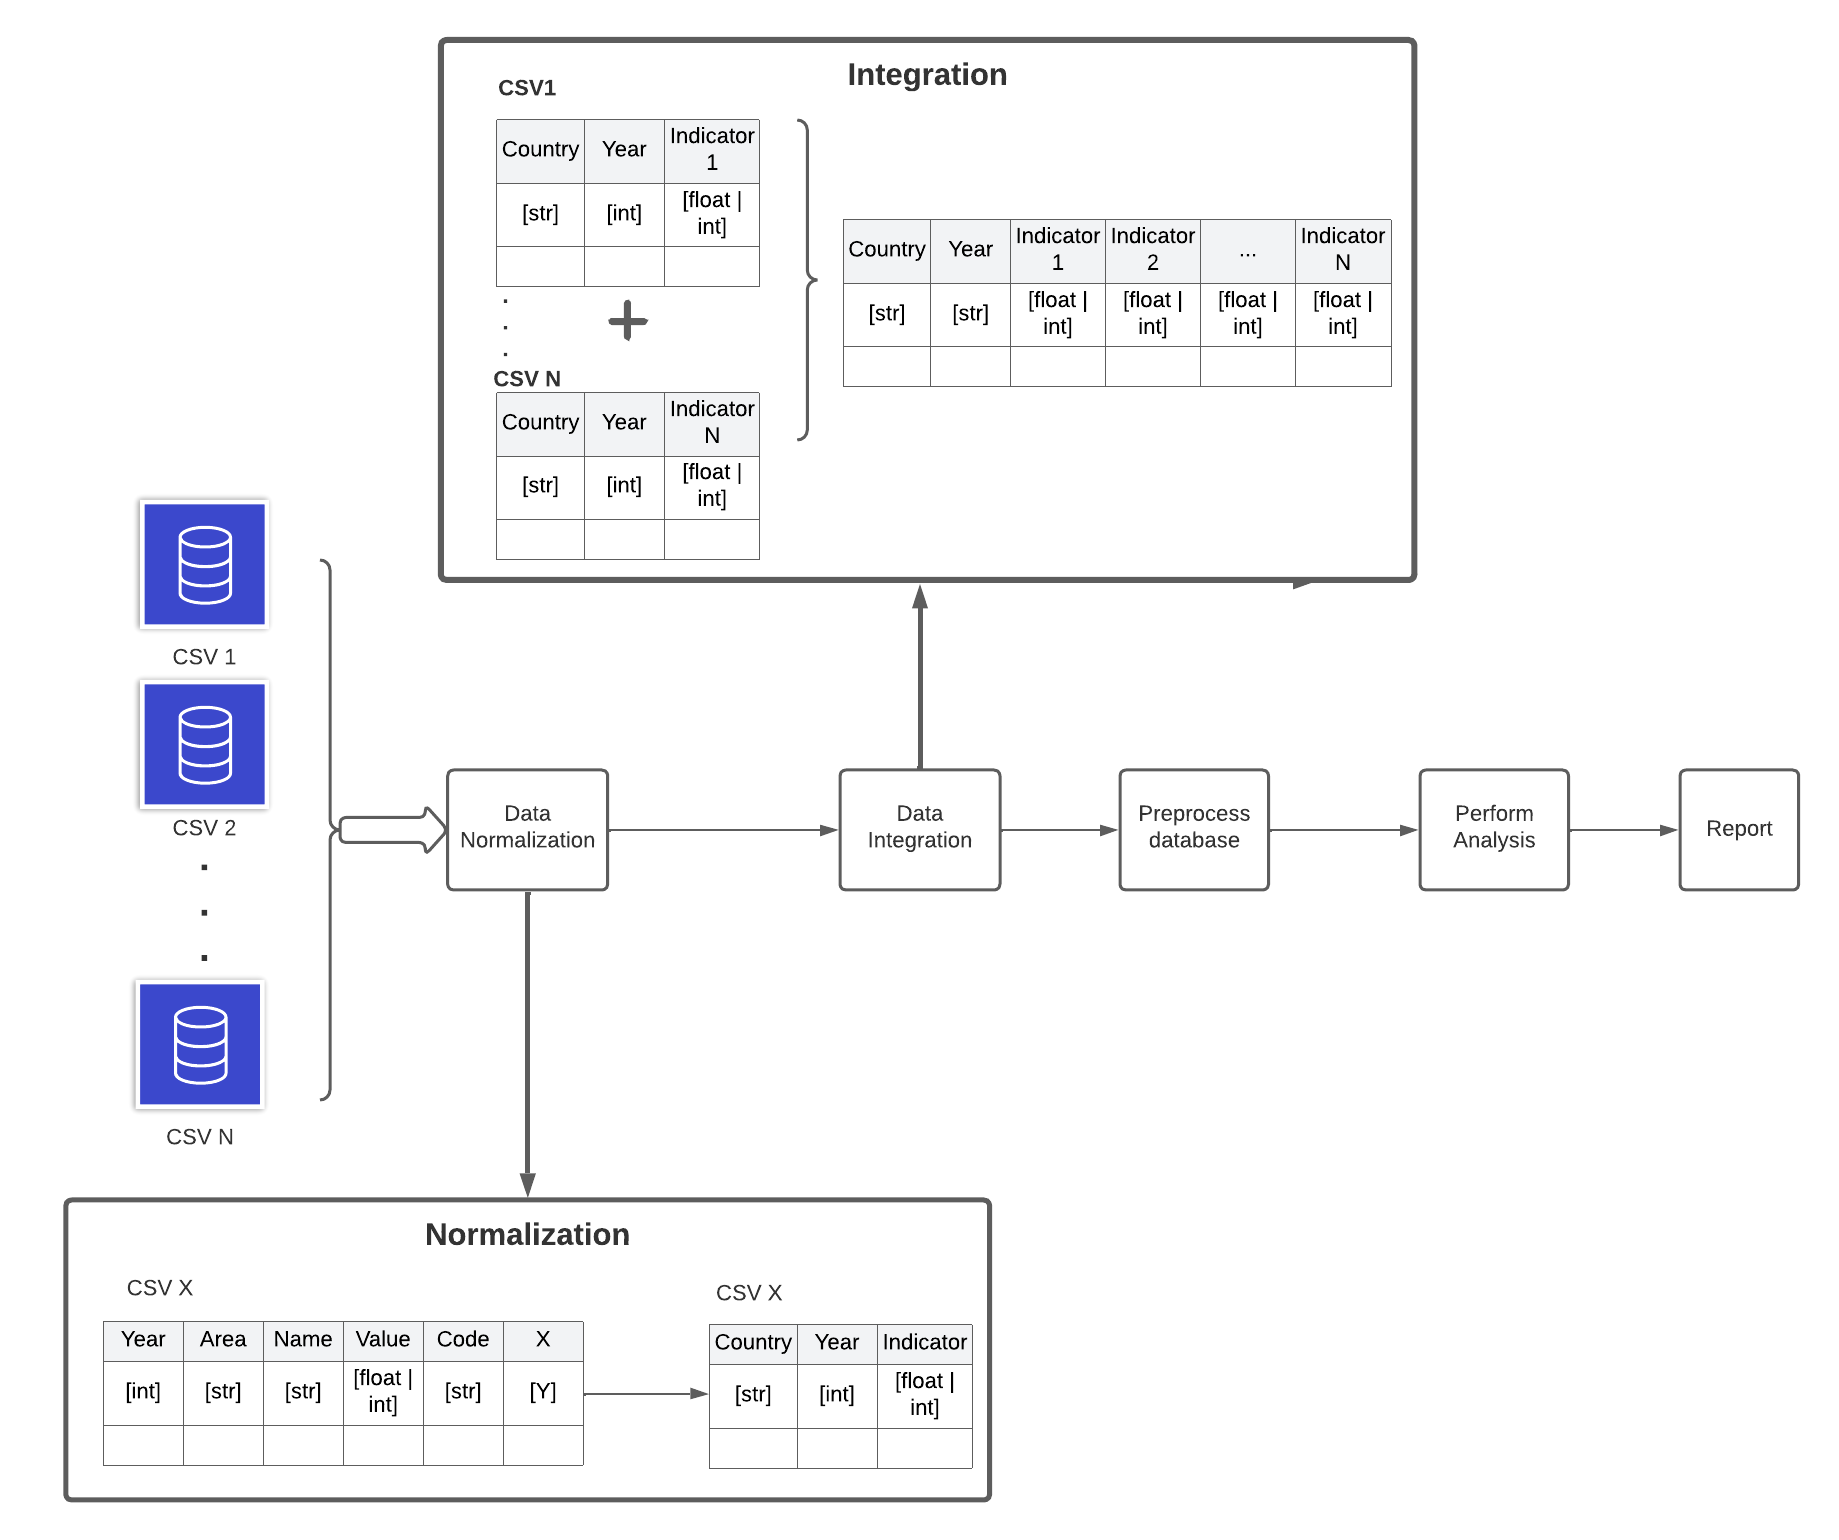 Integration
CSV1
Country Year Indicator 1
[str] [int] [float | int]
.
.
.
CSV N
Country Year Indicator N
[str] [int] [float | int]
Country Year Indicator 1 Indicator 2 ... Indicator N
[str] [str] [float | int] [float | int] [float | int] [float | int]
CSV 1
CSV 2
.
.
.
CSV N
Data
Normalization
Data
Integration
Preprocess
database
Perform
Analysis
Report
Normalization
CSV X
Year Area Name Value Code X
[int] [str] [str] [float | int] [str] [Y]
CSV X
Country Year Indicator
[str] [int] [float | int]